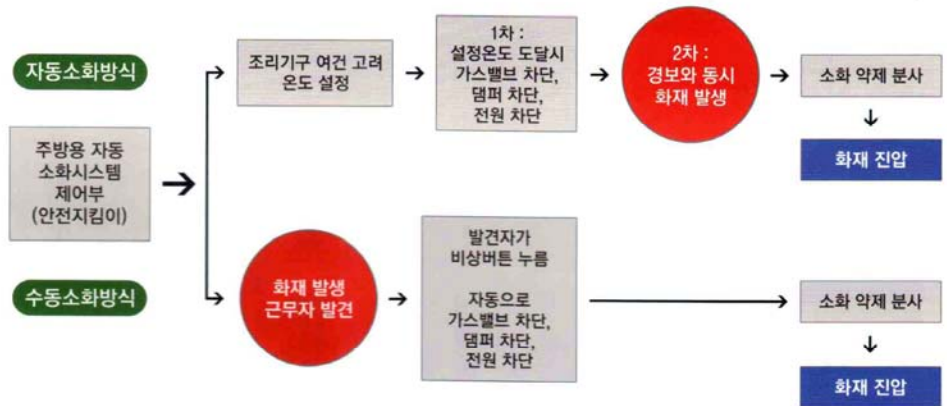 자동소화방식
조리기구 여건 고려
온도 설정
1차 :
설정온도 도달시
가스밸브 차단,
댐퍼 차단,
전원 차단
2차 :
경보와 동시
화재 발생
소화 약제 분사
화재 진압
주방용 자동
소화시스템
제어부
(안전지킴이)
수동소화방식
화재 발생
근무자 발견
발견자가
비상버튼 누름
자동으로
가스밸브 차단,
댐퍼 차단,
전원 차단
소화 약제 분사
화재 진압